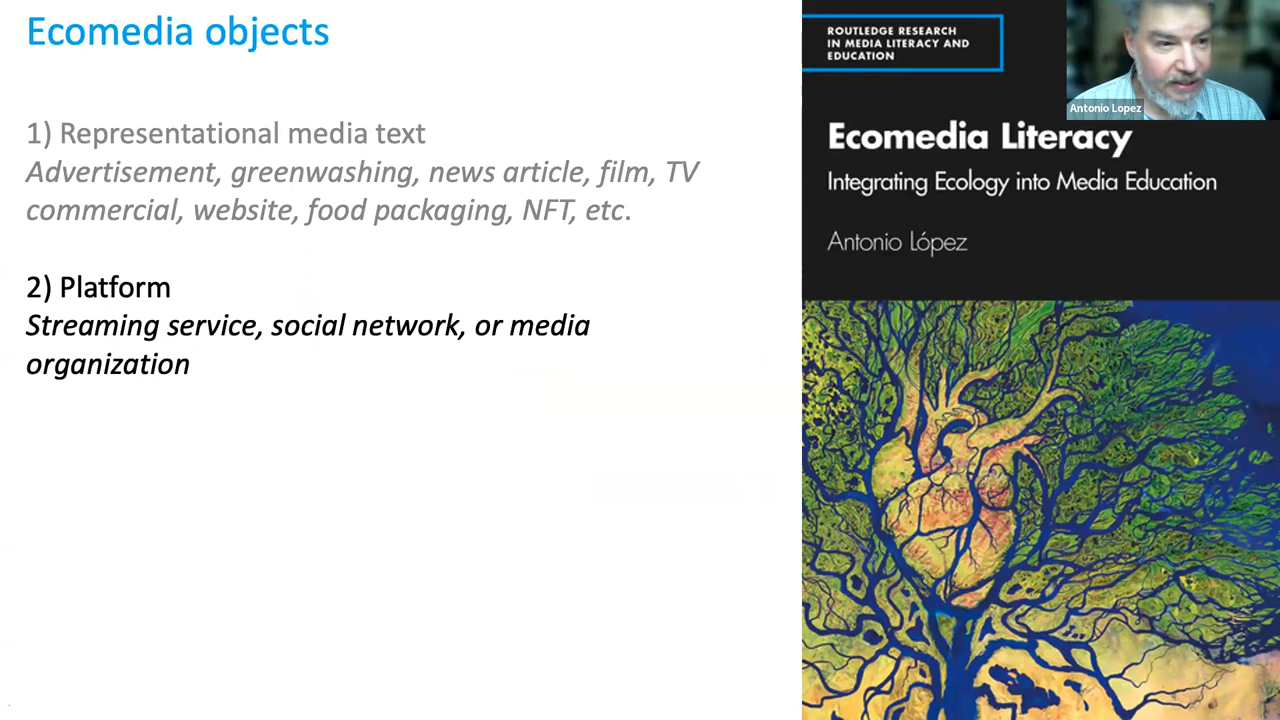 Ecomedia objects
1) Representational media text
Advertisement, greenwashing, news article, film, TV
commercial, website, food packaging, NFT, etc.
2) Platform
Streaming service, social network, or media
organization
ROUTLEDGE RESEARCH
IN MEDIA LITERACY AND
EDUCATION
Antonio Lopez
Ecomedia Literacy
Integrating Ecology into Media Education
Antonio López